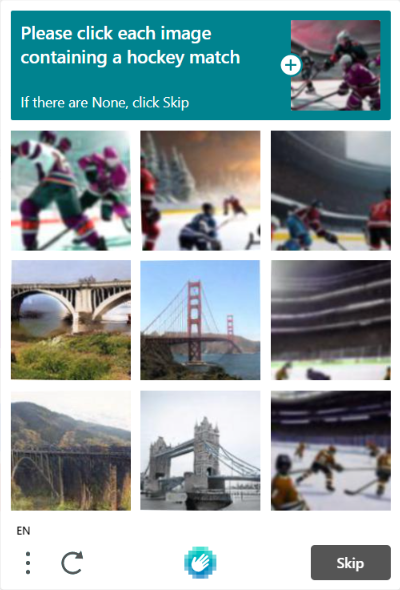 Please click each image
containing a hockey match
If there are None, click Skip
EN
Skip